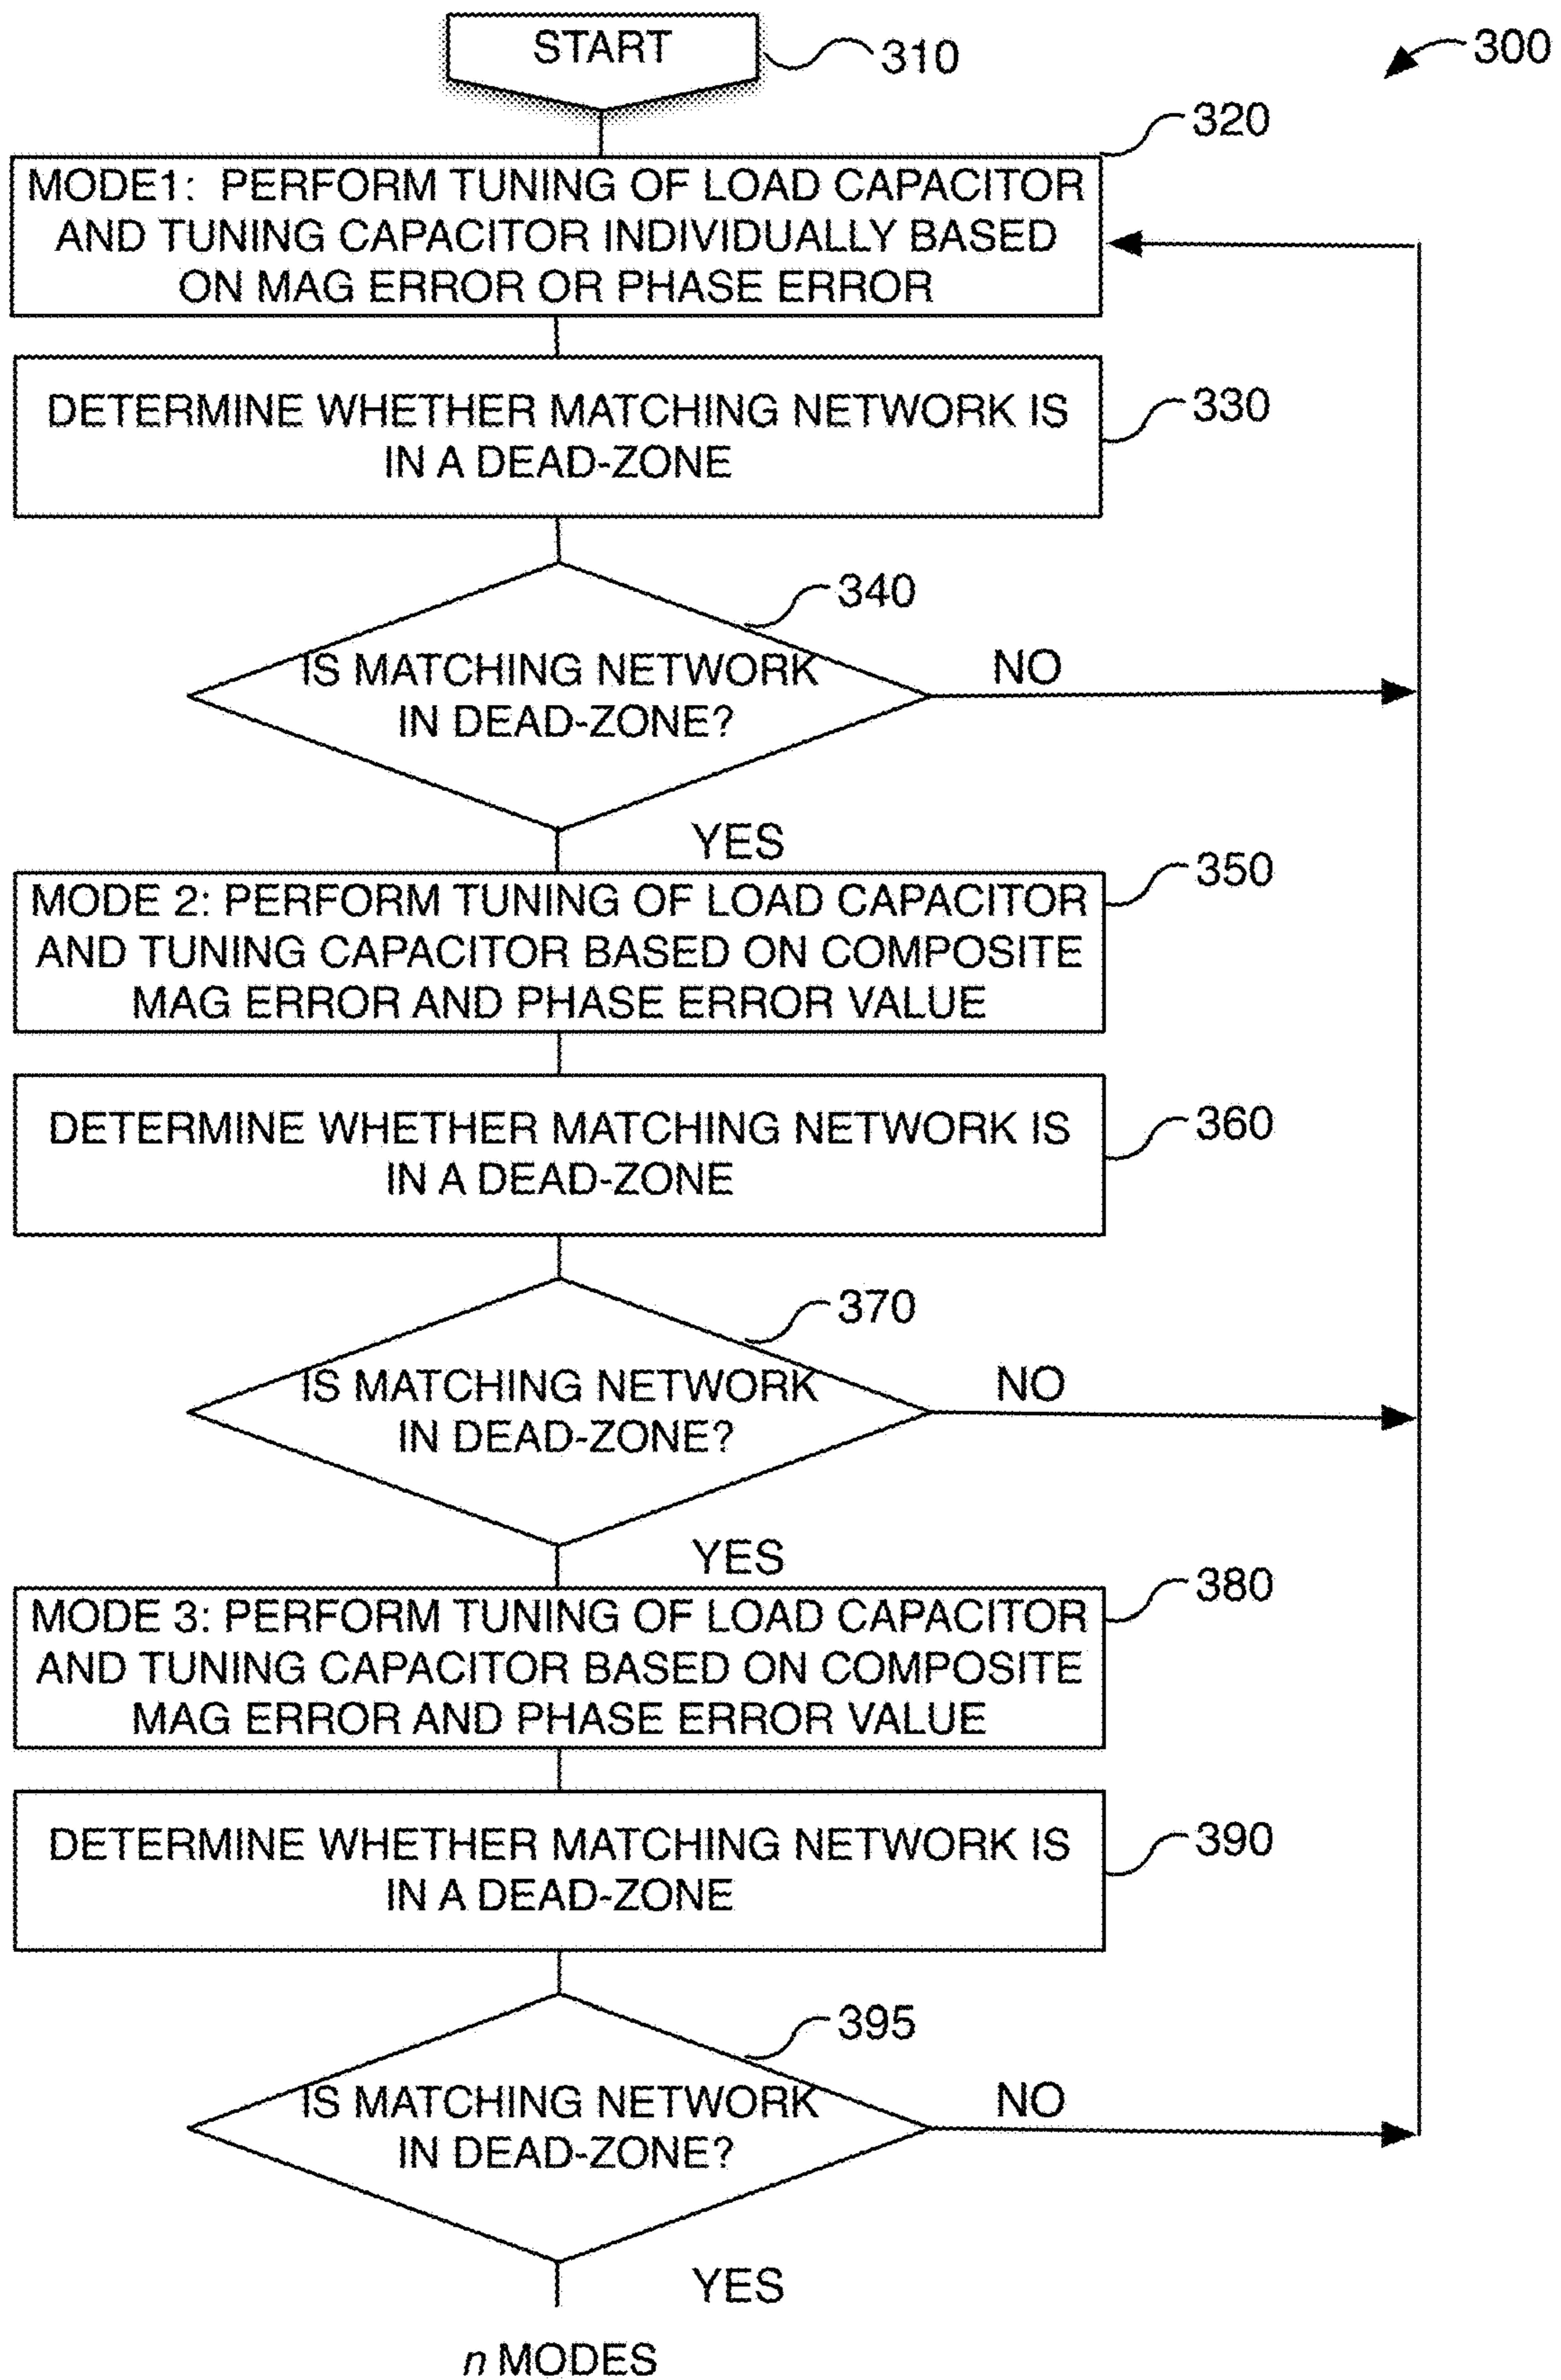 START
310
300
320
MODE1: PERFORM TUNING OF LOAD CAPACITOR
AND TUNING CAPACITOR INDIVIDUALLY BASED
ON MAG ERROR OR PHASE ERROR
DETERMINE WHETHER MATCHING NETWORK IS
IN A DEAD-ZONE
330
340
IS MATCHING NETWORK
IN DEAD-ZONE?
NO
YES
350
MODE 2: PERFORM TUNING OF LOAD CAPACITOR
AND TUNING CAPACITOR BASED ON COMPOSITE
MAG ERROR AND PHASE ERROR VALUE
DETERMINE WHETHER MATCHING NETWORK IS
IN A DEAD-ZONE
360
370
IS MATCHING NETWORK
IN DEAD-ZONE?
NO
YES
380
MODE 3: PERFORM TUNING OF LOAD CAPACITOR
AND TUNING CAPACITOR BASED ON COMPOSITE
MAG ERROR AND PHASE ERROR VALUE
DETERMINE WHETHER MATCHING NETWORK IS
IN A DEAD-ZONE
390
395
IS MATCHING NETWORK
IN DEAD-ZONE?
NO
YES
n MODES